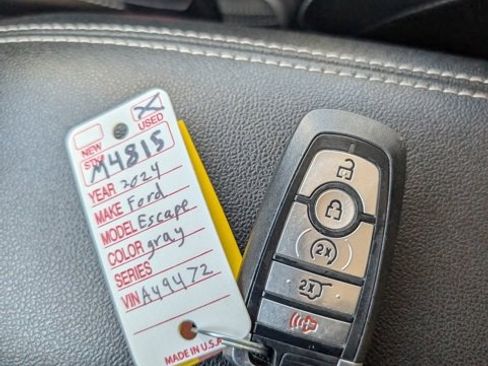 NEW USED
STK M4815
YEAR 2024
MAKE Ford
MODEL Escape
COLOR gray
SERIES
VIN A49472
MADE IN U.S.A
2x
2x